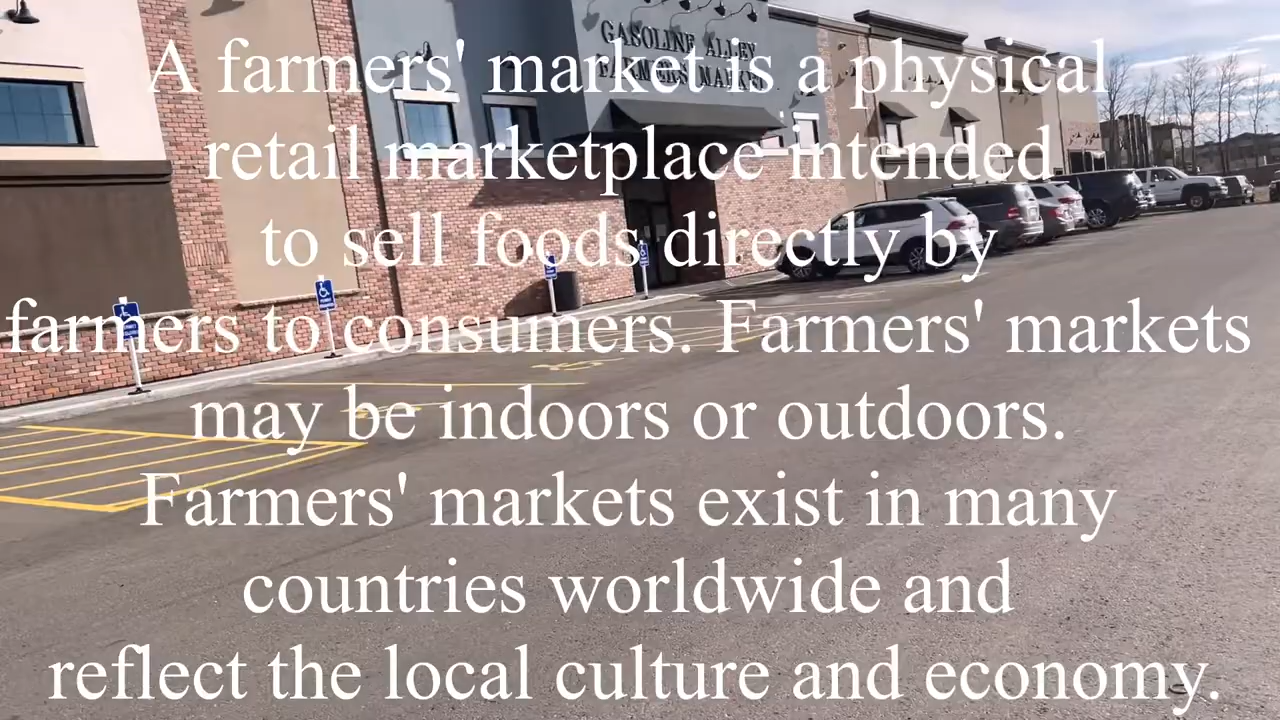 GASOLINE ALLEY
FARMERS MARKET
A farmers' market is a physical
retail marketplace intended
to sell foods directly by
farmers to consumers. Farmers' markets
may be indoors or outdoors.
Farmers' markets exist in many
countries worldwide and
reflect the local culture and economy.